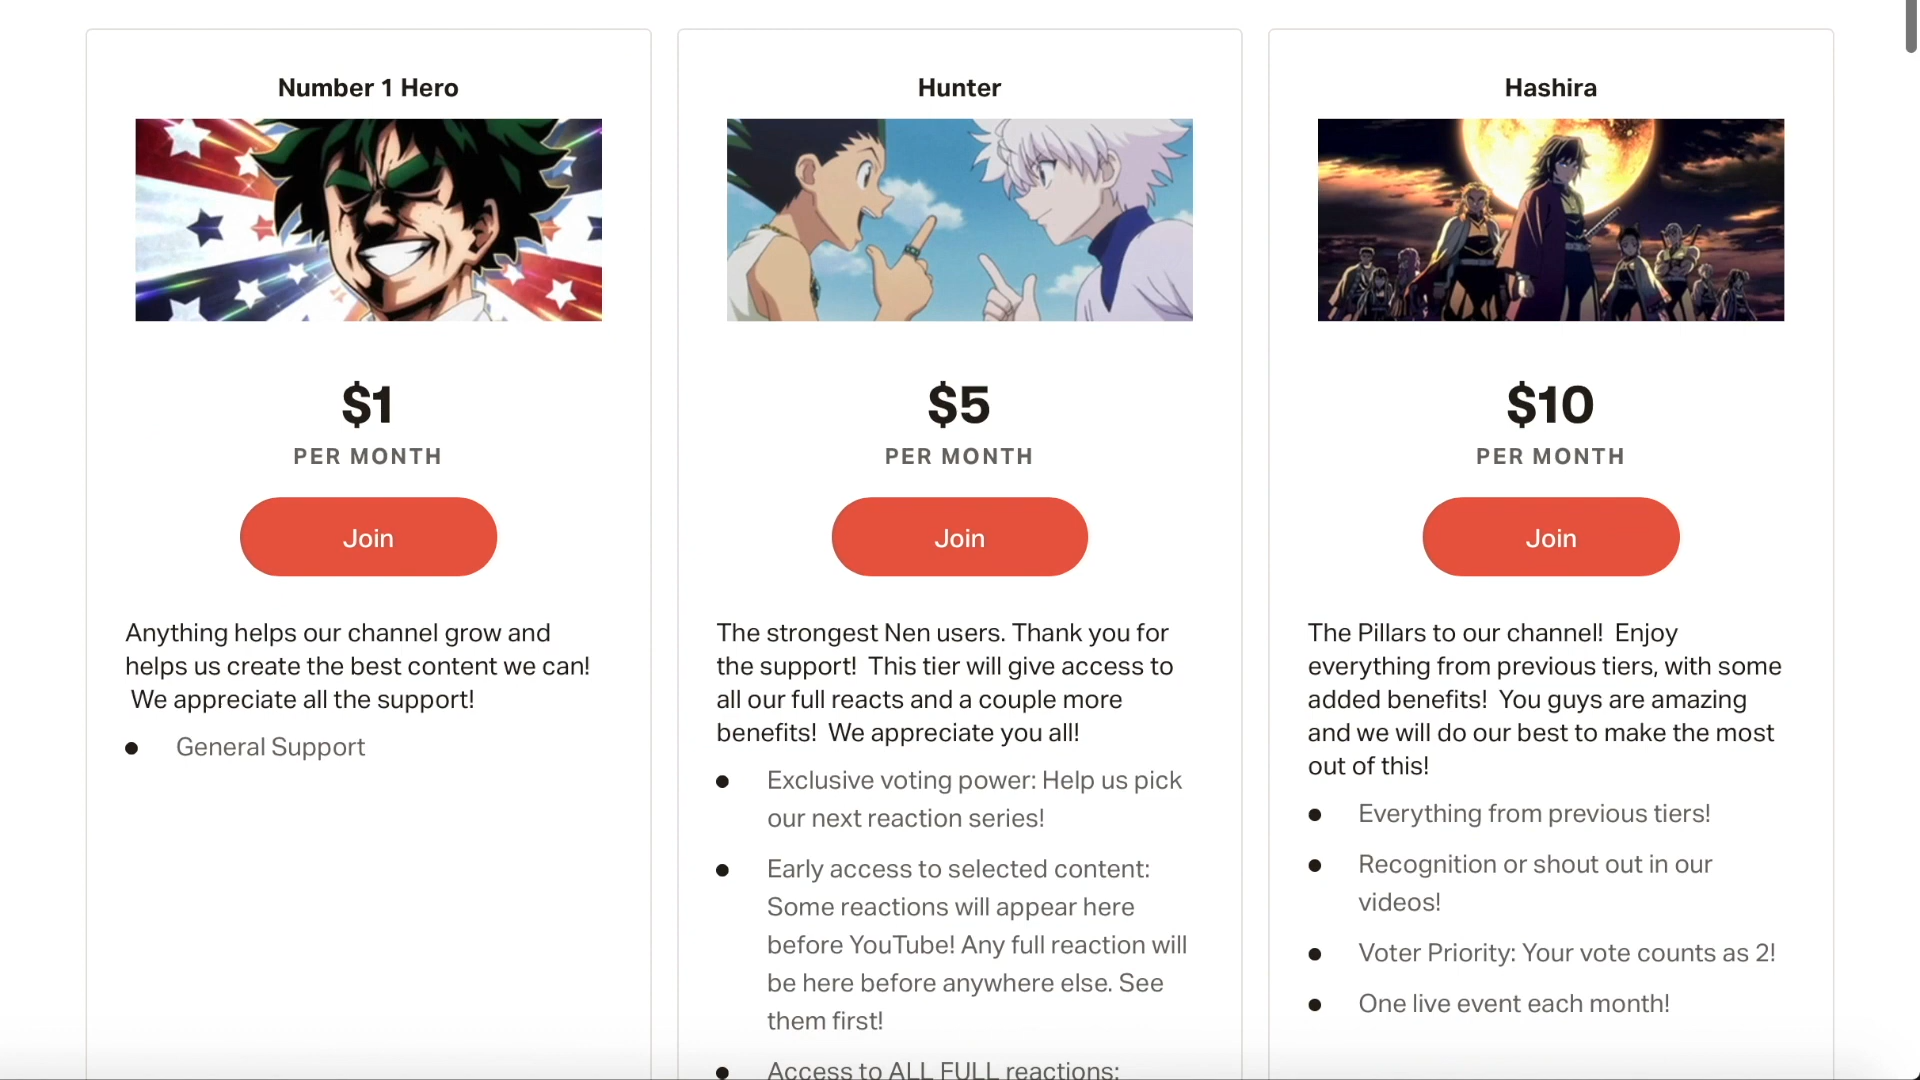 Number 1 Hero
$1
PER MONTH
Join
Anything helps our channel grow and
helps us create the best content we can!
We appreciate all the support!
● General Support
Hunter
$5
PER MONTH
Join
The strongest Nen users. Thank you for
the support! This tier will give access to
all our full reacts and a couple more
benefits! We appreciate you all!
● Exclusive voting power: Help us pick
our next reaction series!
● Early access to selected content:
Some reactions will appear here
before YouTube! Any full reaction will
be here before anywhere else. See
them first!
● Access to ALL FULL reactions:
Hashira
$10
PER MONTH
Join
The Pillars to our channel! Enjoy
everything from previous tiers, with some
added benefits! You guys are amazing
and we will do our best to make the most
out of this!
● Everything from previous tiers!
● Recognition or shout out in our
videos!
● Voter Priority: Your vote counts as 2!
● One live event each month!